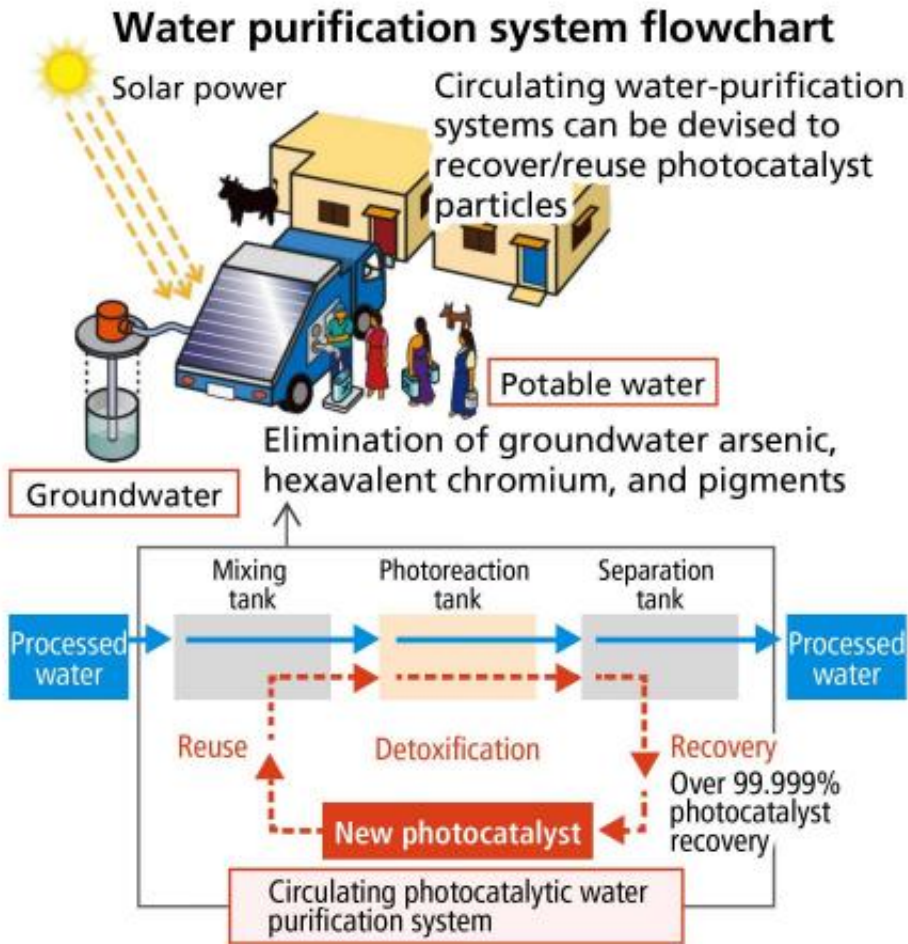 Water purification system flowchart
Solar power
Circulating water-purification
systems can be devised to
recover/reuse photocatalyst
particles
Potable water
Groundwater
Elimination of groundwater arsenic,
hexavalent chromium, and pigments
Mixing
tank
Photoreaction
tank
Separation
tank
Processed
water
Processed
water
Reuse
Detoxification
Recovery
Over 99.999%
photocatalyst
recovery
New photocatalyst
Circulating photocatalytic water
purification system